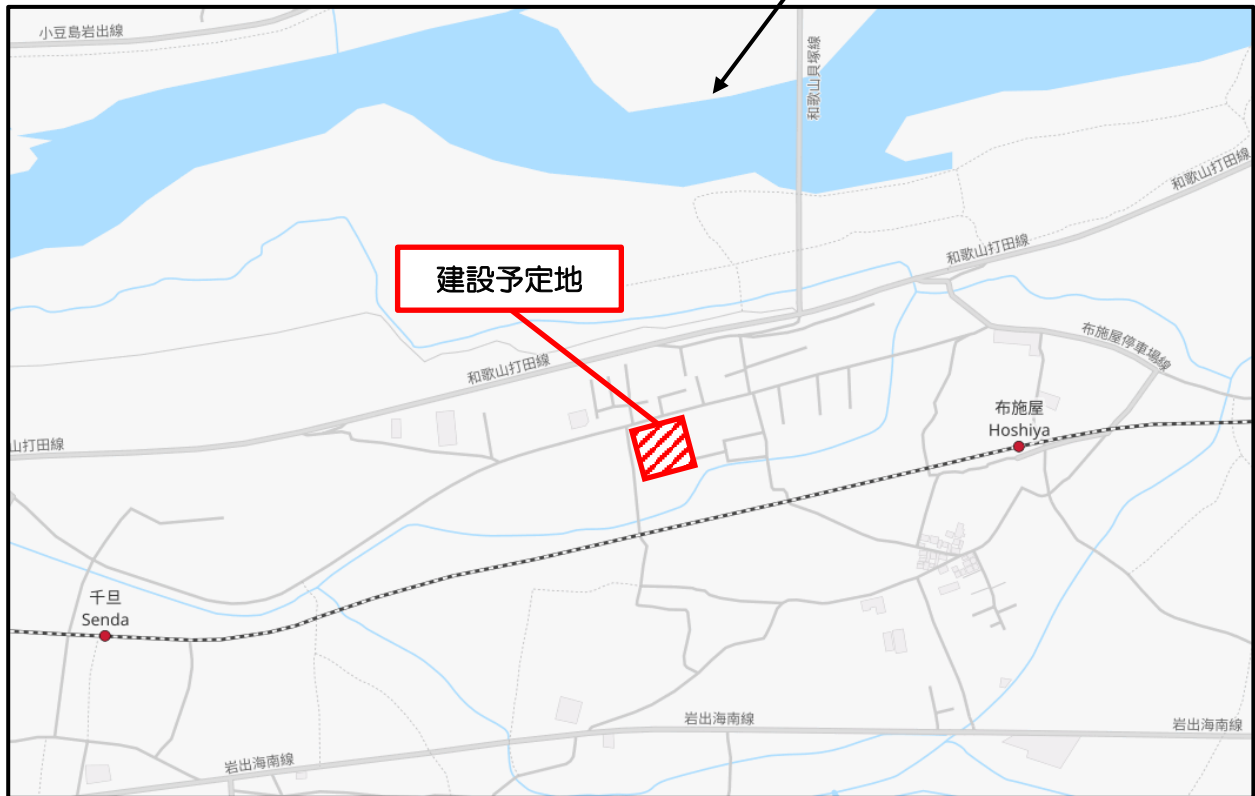 小豆島岩出線
和歌山貝塚線
和歌山打田線
和歌山打田線
建設予定地
布施屋停車場線
和歌山打田線
布施屋
Hoshiya
山打田線
千旦
Senda
岩出海南線
岩出海南線
岩出海南線